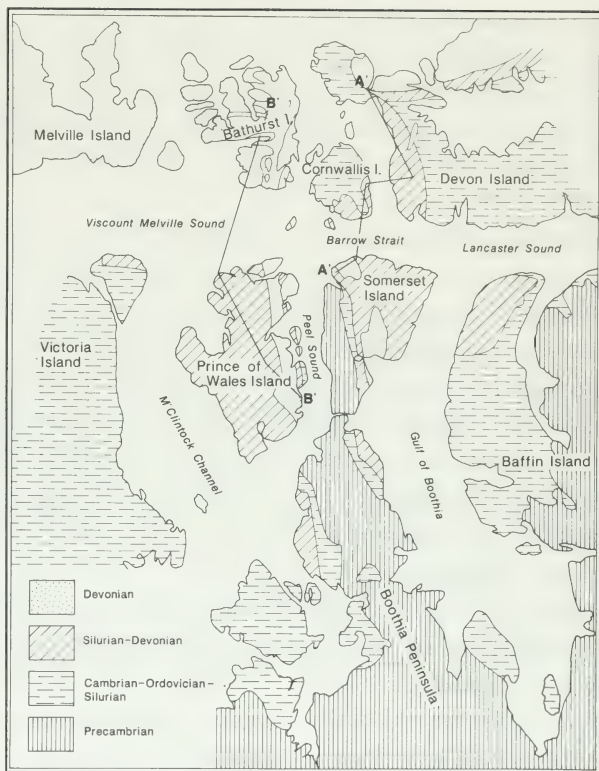 A'
B'
Melville Island
Bathurst I.
Cornwallis I.
Devon Island
Viscount Melville Sound
Barrow Strait
Lancaster Sound
A'
Somerset
Island
Victoria
Island
Peel Sound
Prince of
Wales Island
B'
M'Clintock Channel
Gulf of Boothia
Baffin Island
Boothia Peninsula
Devonian
Silurian-Devonian
Cambrian-Ordovician-
Silurian
Precambrian